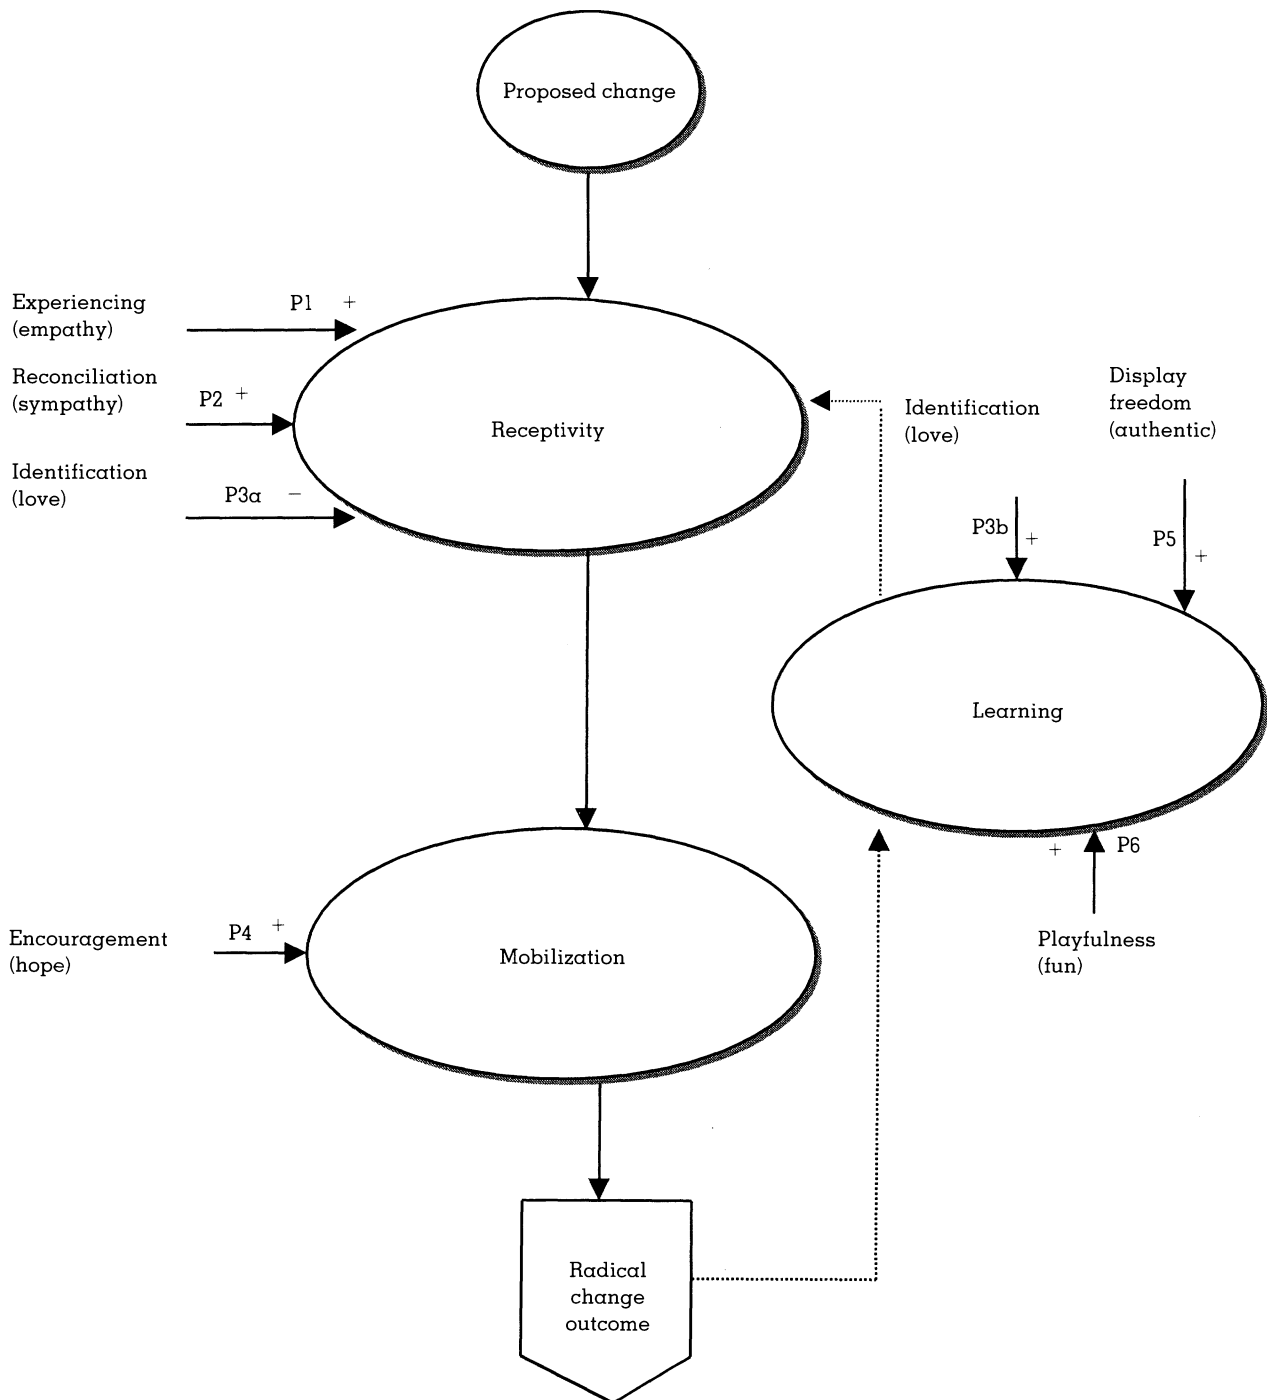 Proposed change
Experiencing
(empathy)
P1 +
Reconciliation
(sympathy)
P2 +
Identification
(love)
P3a −
Receptivity
Identification
(love)
P3b +
Display
freedom
(authentic)
P5 +
Learning
+ P6
Playfulness
(fun)
Encouragement
(hope)
P4 +
Mobilization
Radical
change
outcome